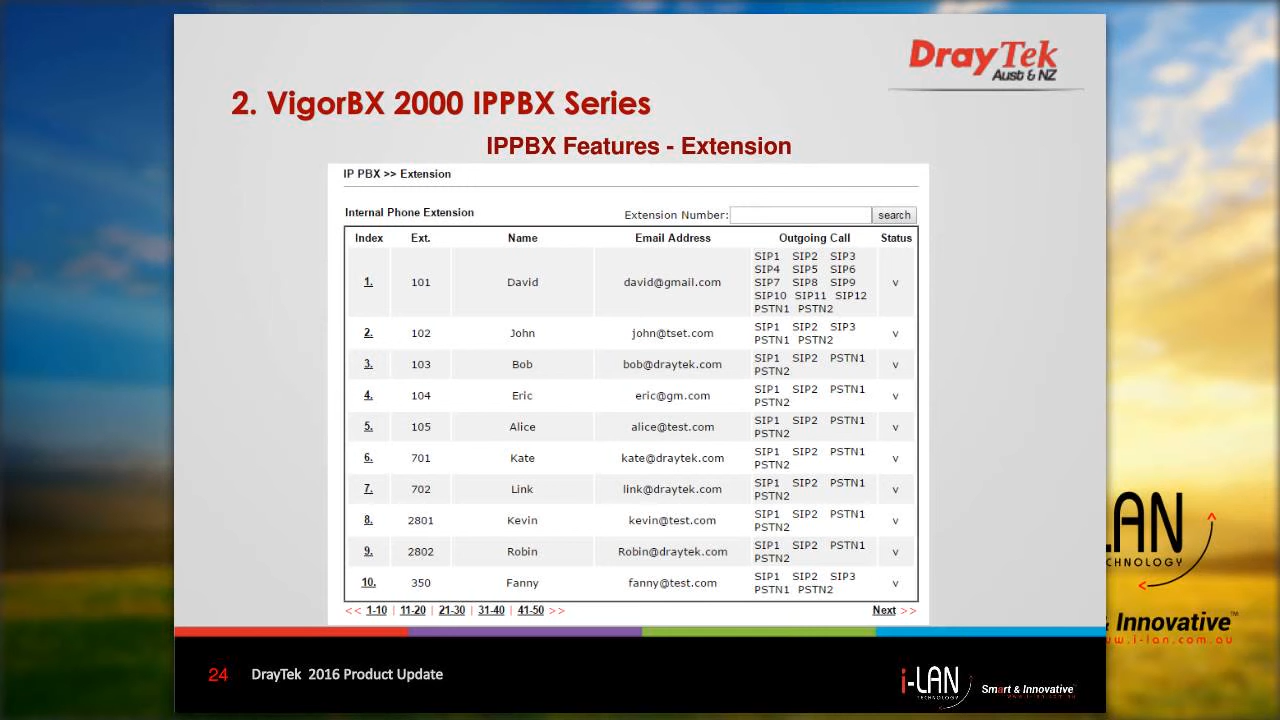 DrayTek
Aust & NZ
2. VigorBX 2000 IPPBX Series
IPPBX Features - Extension
IP PBX >> Extension
Internal Phone Extension Extension Number: search
Index Ext. Name Email Address Outgoing Call Status
1. 101 David david@gmail.com SIP1 SIP2 SIP3 v
SIP4 SIP5 SIP6
SIP7 SIP8 SIP9
SIP10 SIP11 SIP12
PSTN1 PSTN2
2. 102 John john@tset.com SIP1 SIP2 SIP3 v
PSTN1 PSTN2
3. 103 Bob bob@draytek.com SIP1 SIP2 PSTN1 v
PSTN2
4. 104 Eric eric@gm.com SIP1 SIP2 PSTN1 v
PSTN2
5. 105 Alice alice@test.com SIP1 SIP2 PSTN1 v
PSTN2
6. 701 Kate kate@draytek.com SIP1 SIP2 PSTN1 v
PSTN2
7. 702 Link link@draytek.com SIP1 SIP2 PSTN1 v
PSTN2
8. 2801 Kevin kevin@test.com SIP1 SIP2 PSTN1 v
PSTN2
9. 2802 Robin Robin@draytek.com SIP1 SIP2 PSTN1 v
PSTN2
10. 350 Fanny fanny@test.com SIP1 SIP2 SIP3 v
PSTN1 PSTN2
<< 1-10 | 11-20 | 21-30 | 31-40 | 41-50 >> Next >>
24 DrayTek 2016 Product Update
i-LAN
TECHNOLOGY
Smart & Innovative
-LAN
CHNOLOGY
& Innovative™
www.i-lan.com.au